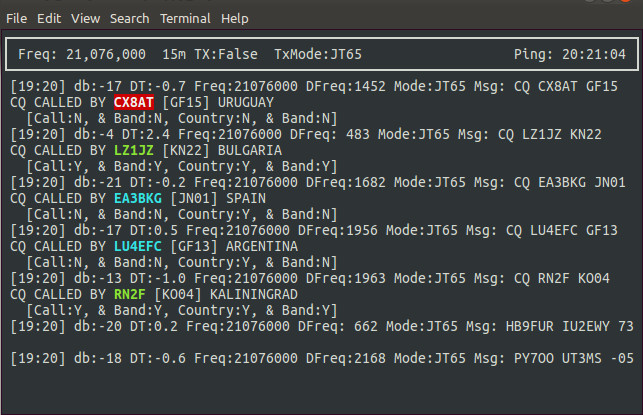 File Edit View Search Terminal Help
Freq: 21,076,000 15m TX:False TxMode:JT65 Ping: 20:21:04
[19:20] db:-17 DT:-0.7 Freq:21076000 DFreq:1452 Mode:JT65 Msg: CQ CX8AT GF15
CQ CALLED BY CX8AT [GF15] URUGUAY
[Call:N, & Band:N, Country:N, & Band:N]
[19:20] db:-4 DT:2.4 Freq:21076000 DFreq: 483 Mode:JT65 Msg: CQ LZ1JZ KN22
CQ CALLED BY LZ1JZ [KN22] BULGARIA
[Call:Y, & Band:Y, Country:Y, & Band:Y]
[19:20] db:-21 DT:-0.2 Freq:21076000 DFreq:1682 Mode:JT65 Msg: CQ EA3BKG JN01
CQ CALLED BY EA3BKG [JN01] SPAIN
[Call:N, & Band:N, Country:Y, & Band:N]
[19:20] db:-17 DT:0.5 Freq:21076000 DFreq:1956 Mode:JT65 Msg: CQ LU4EFC GF13
CQ CALLED BY LU4EFC [GF13] ARGENTINA
[Call:N, & Band:N, Country:Y, & Band:N]
[19:20] db:-13 DT:-1.0 Freq:21076000 DFreq:1963 Mode:JT65 Msg: CQ RN2F KO04
CQ CALLED BY RN2F [KO04] KALININGRAD
[Call:Y, & Band:Y, Country:Y, & Band:Y]
[19:20] db:-20 DT:0.2 Freq:21076000 DFreq: 662 Mode:JT65 Msg: HB9FUR IU2EWY 73
[19:20] db:-18 DT:-0.6 Freq:21076000 DFreq:2168 Mode:JT65 Msg: PY7OO UT3MS -05